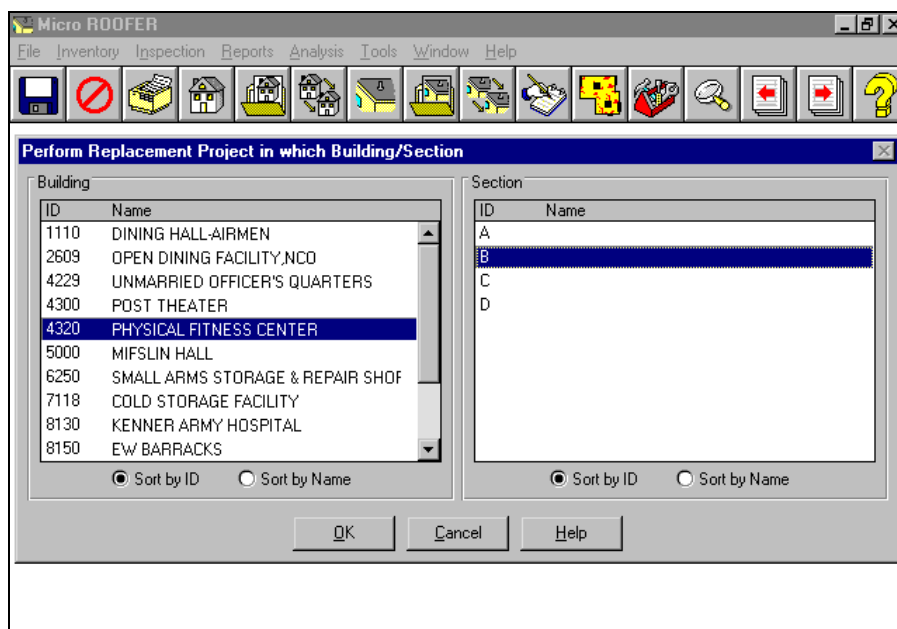 Micro ROOFER
File Inventory Inspection Reports Analysis Tools Window Help
Perform Replacement Project in which Building/Section
Building
ID Name
1110 DINING HALL-AIRMEN
2609 OPEN DINING FACILITY,NCO
4229 UNMARRIED OFFICER'S QUARTERS
4300 POST THEATER
4320 PHYSICAL FITNESS CENTER
5000 MIFSLIN HALL
6250 SMALL ARMS STORAGE & REPAIR SHOF
7118 COLD STORAGE FACILITY
8130 KENNER ARMY HOSPITAL
8150 EW BARRACKS
Sort by ID Sort by Name
Section
ID Name
A
B
C
D
Sort by ID Sort by Name
OK Cancel Help